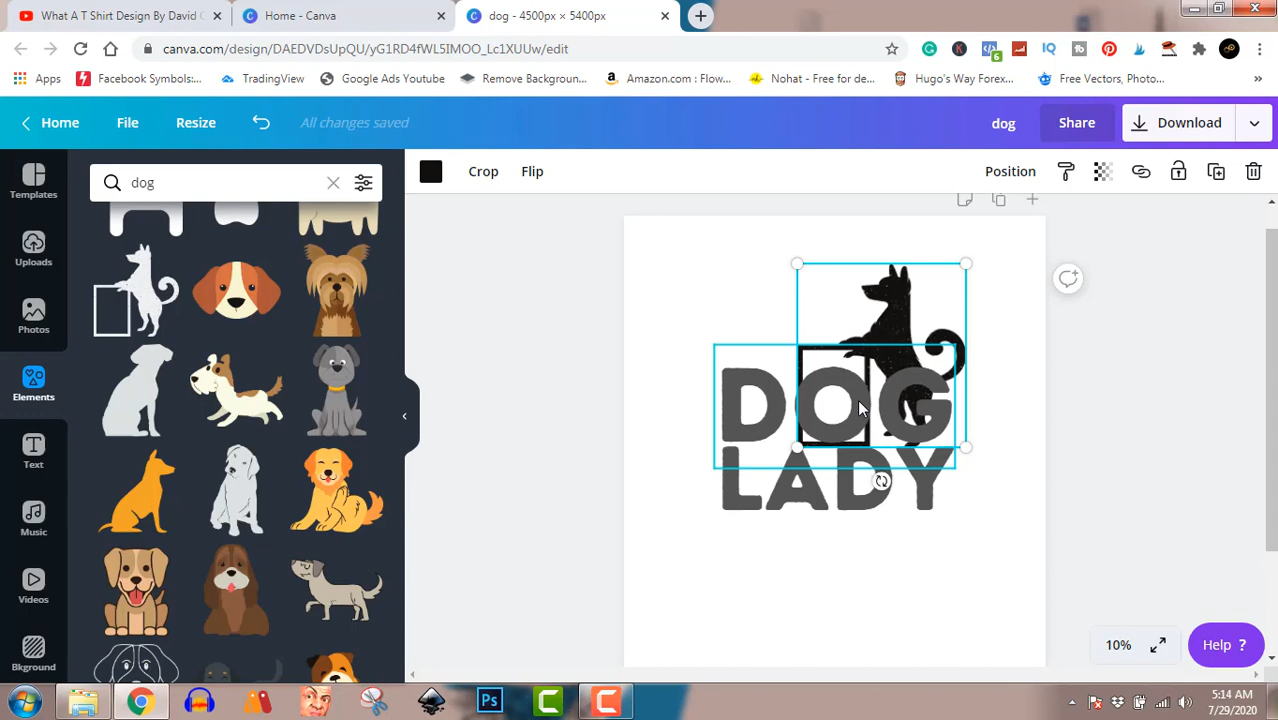 What A T Shirt Design By David C
Home - Canva
dog - 4500px × 5400px
canva.com/design/DAEDVDsUpQU/yG1RD4fWL5IMOO_Lc1XUUw/edit
Apps
Facebook Symbols:...
TradingView
Google Ads Youtube
Remove Background...
Amazon.com : Flow...
Nohat - Free for de...
Hugo's Way Forex...
Free Vectors, Photo...
Home
File
Resize
All changes saved
dog
Share
Download
Templates
Uploads
Photos
Elements
Text
Music
Videos
Bkground
dog
Crop
Flip
Position
DOG
LADY
10%
Help ?
5:14 AM
7/29/2020